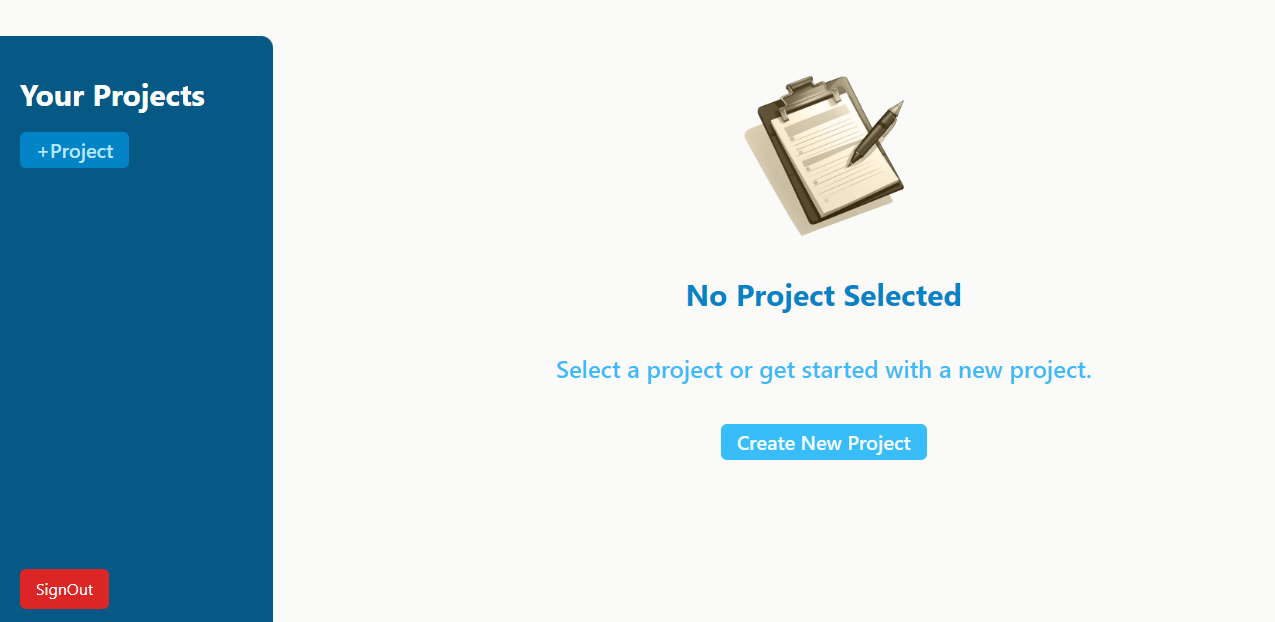 Your Projects
+Project
No Project Selected
Select a project or get started with a new project.
Create New Project
SignOut